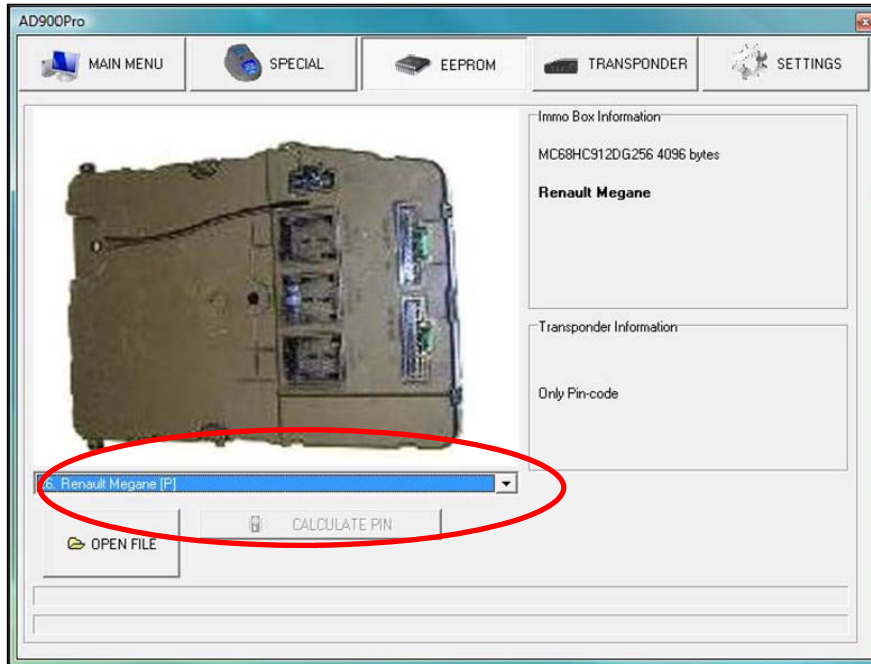 AD900Pro
MAIN MENU
SPECIAL
EEPROM
TRANSPONDER
SETTINGS
Immo Box Information
MC68HC912DG256 4096 bytes
Renault Megane
Transponder Information
Only Pin-code
6. Renault Megane [P]
CALCULATE PIN
OPEN FILE